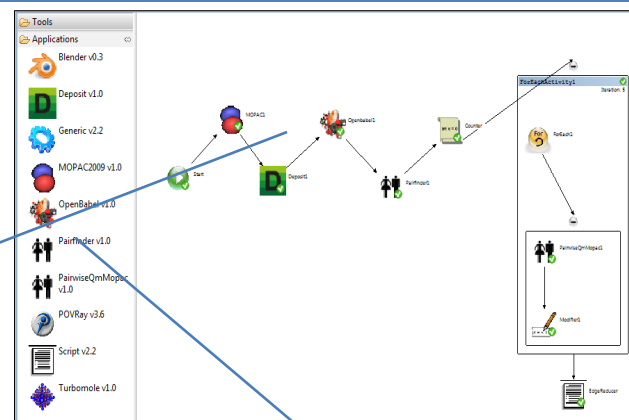 Tools
Applications
Blender v0.3
Deposit v1.0
Generic v2.2
MOPAC2009 v1.0
OpenBabel v1.0
Pairfinder v1.0
PairwiseQmMopac
v1.0
POVRay v3.6
Script v2.2
Turbomole v1.0
Start
MOPAC1
Deposit1
Openbabel1
Pairfinder1
Counter
ForEachActivity1
Iteration: 5
For
ForEach1
PairwiseQmMopac1
Modifier1
EdgeReducer